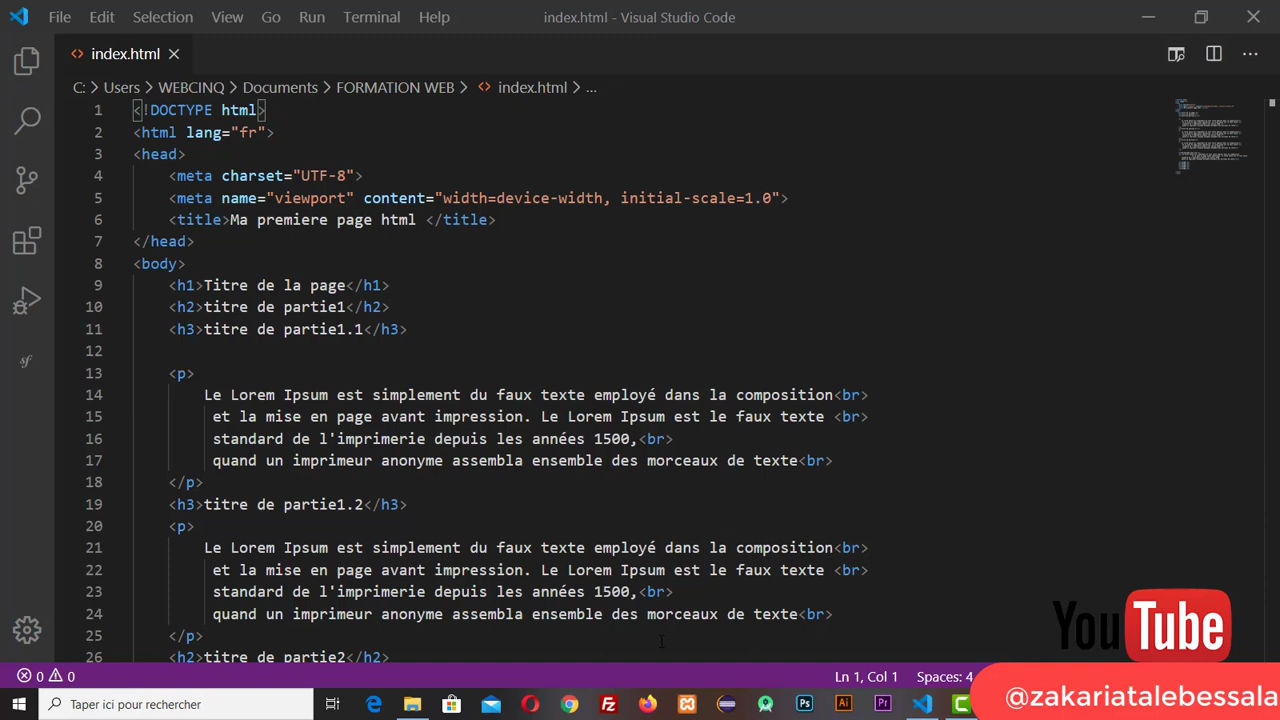 File Edit Selection View Go Run Terminal Help index.html - Visual Studio Code
index.html
C: > Users > WEBCINQ > Documents > FORMATION WEB > index.html > ...
1 <!DOCTYPE html>
2 <html lang="fr">
3 <head>
4 <meta charset="UTF-8">
5 <meta name="viewport" content="width=device-width, initial-scale=1.0">
6 <title>Ma premiere page html </title>
7 </head>
8 <body>
9 <h1>Titre de la page</h1>
10 <h2>titre de partie1</h2>
11 <h3>titre de partie1.1</h3>
12
13 <p>
14 Le Lorem Ipsum est simplement du faux texte employé dans la composition<br>
15 et la mise en page avant impression. Le Lorem Ipsum est le faux texte <br>
16 standard de l'imprimerie depuis les années 1500,<br>
17 quand un imprimeur anonyme assembla ensemble des morceaux de texte<br>
18 </p>
19 <h3>titre de partie1.2</h3>
20 <p>
21 Le Lorem Ipsum est simplement du faux texte employé dans la composition<br>
22 et la mise en page avant impression. Le Lorem Ipsum est le faux texte <br>
23 standard de l'imprimerie depuis les années 1500,<br>
24 quand un imprimeur anonyme assembla ensemble des morceaux de texte<br>
25 </p>
26 <h2>titre de partie2</h2>
YouTube
0 0 Ln 1, Col 1 Spaces: 4
@zakariatalebessala
Taper ici pour rechercher